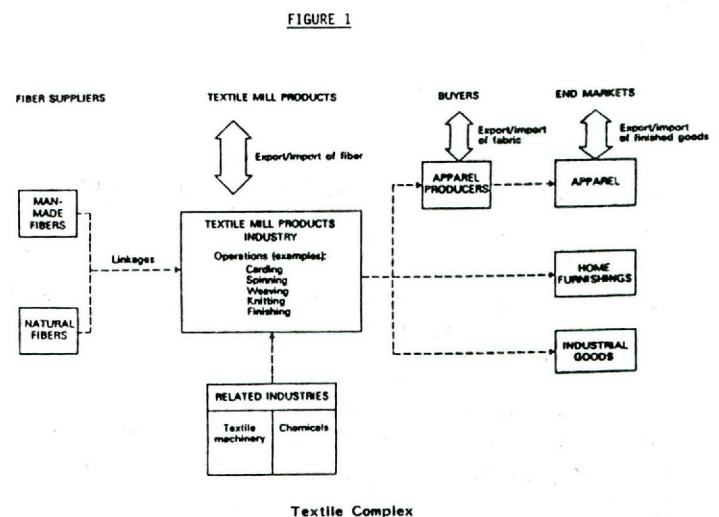 FIGURE 1
FIBER SUPPLIERS
TEXTILE MILL PRODUCTS
BUYERS
END MARKETS
Export/import of fiber
Export/import
of fabric
Export/import
of finished goods
MAN-
MADE
FIBERS
NATURAL
FIBERS
Linkages
TEXTILE MILL PRODUCTS
INDUSTRY
Operations (examples):
Carding
Spinning
Weaving
Knitting
Finishing
APPAREL
PRODUCERS
APPAREL
HOME
FURNISHINGS
INDUSTRIAL
GOODS
RELATED INDUSTRIES
Textile
machinery
Chemicals
Textile Complex